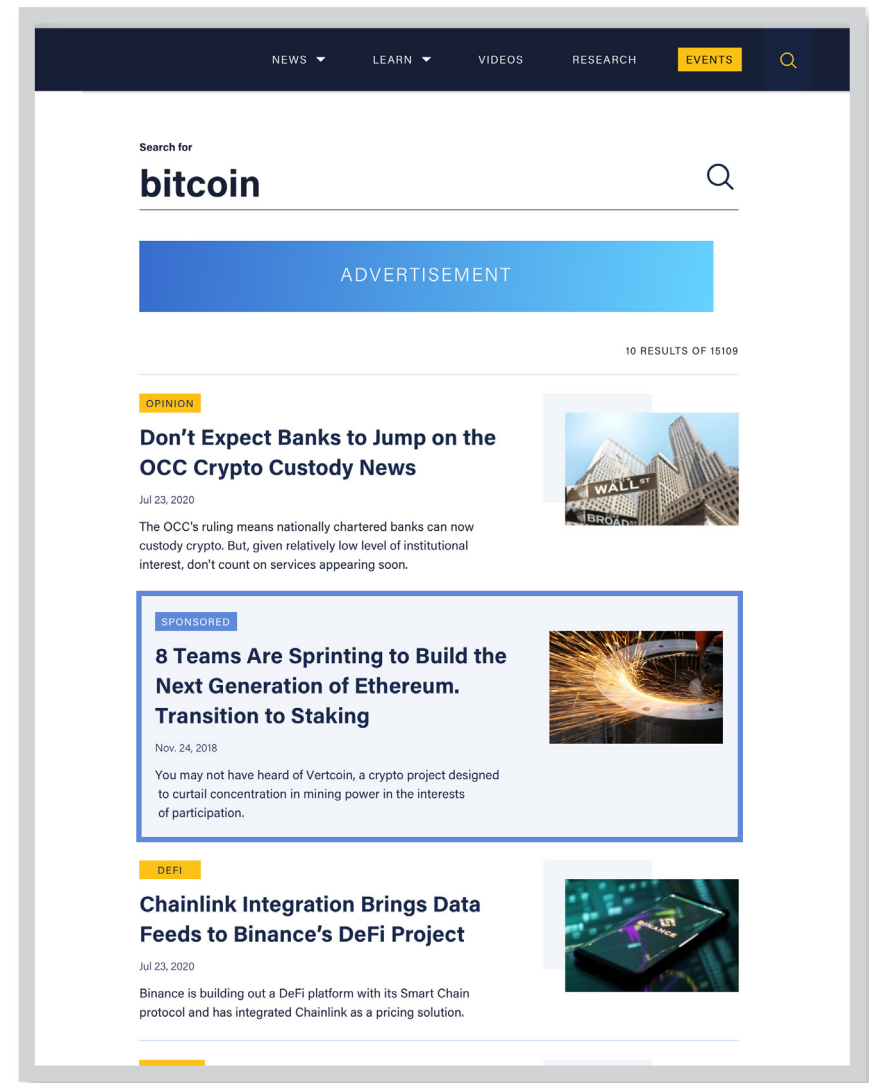 NEWS LEARN VIDEOS RESEARCH EVENTS
Search for
bitcoin
ADVERTISEMENT
10 RESULTS OF 15109
OPINION
Don’t Expect Banks to Jump on the
OCC Crypto Custody News
Jul 23, 2020
The OCC's ruling means nationally chartered banks can now
custody crypto. But, given relatively low level of institutional
interest, don't count on services appearing soon.
WALL ST
BROAD ST
SPONSORED
8 Teams Are Sprinting to Build the
Next Generation of Ethereum.
Transition to Staking
Nov. 24, 2018
You may not have heard of Vertcoin, a crypto project designed
to curtail concentration in mining power in the interests
of participation.
DEFI
Chainlink Integration Brings Data
Feeds to Binance’s DeFi Project
Jul 23, 2020
Binance is building out a DeFi platform with its Smart Chain
protocol and has integrated Chainlink as a pricing solution.
BINANCE